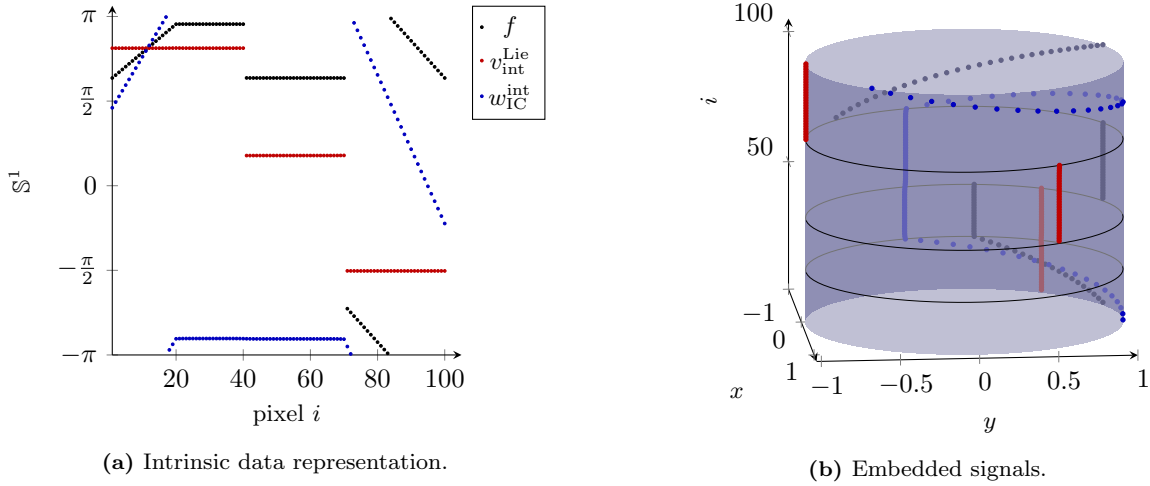 π
π/2
0
−π/2
−π
𝕊¹
20
40
60
80
100
pixel i
f
v_int^Lie
w_IC^int
(a) Intrinsic data representation.
100
50
i
−1
0
1
x
−1
−0.5
0
0.5
1
y
(b) Embedded signals.